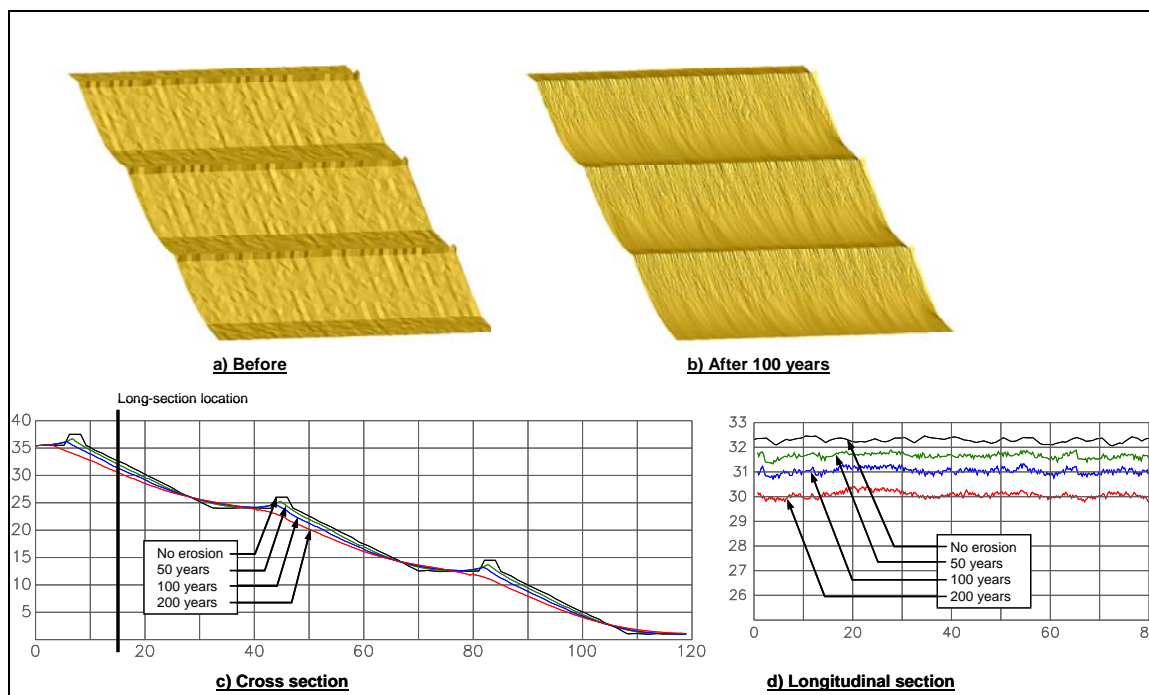 a) Before
b) After 100 years
Long-section location
40
35
30
25
20
15
10
5
0 20 40 60 80 100 120
No erosion
50 years
100 years
200 years
c) Cross section
33
32
31
30
29
28
27
26
0 20 40 60 80
No erosion
50 years
100 years
200 years
d) Longitudinal section